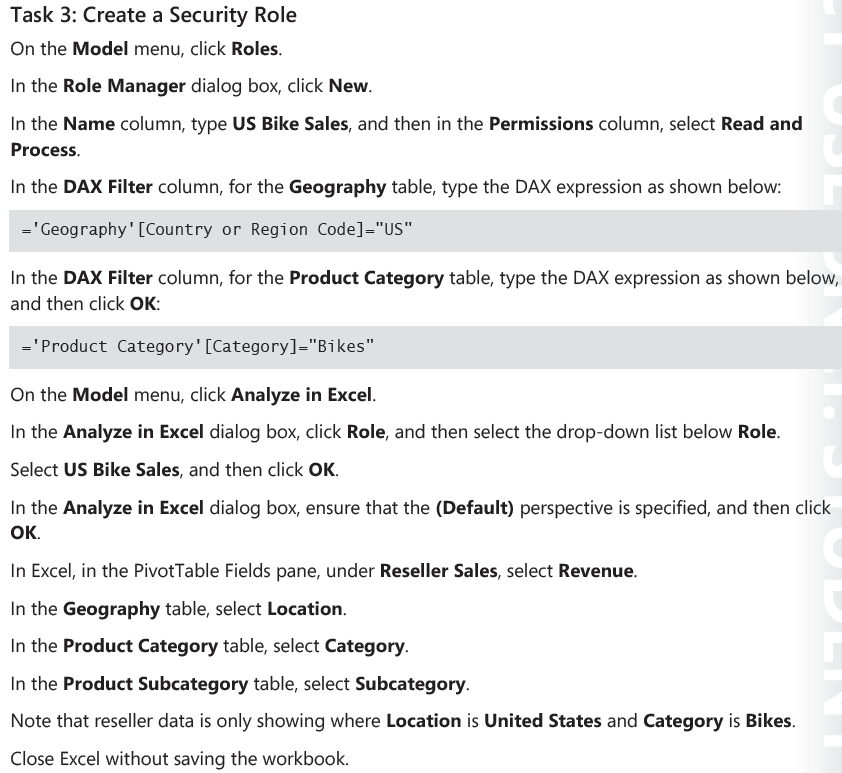 Task 3: Create a Security Role
On the Model menu, click Roles.
In the Role Manager dialog box, click New.
In the Name column, type US Bike Sales, and then in the Permissions column, select Read and
Process.
In the DAX Filter column, for the Geography table, type the DAX expression as shown below:
='Geography'[Country or Region Code]="US"
In the DAX Filter column, for the Product Category table, type the DAX expression as shown below,
and then click OK:
='Product Category'[Category]="Bikes"
On the Model menu, click Analyze in Excel.
In the Analyze in Excel dialog box, click Role, and then select the drop-down list below Role.
Select US Bike Sales, and then click OK.
In the Analyze in Excel dialog box, ensure that the (Default) perspective is specified, and then click
OK.
In Excel, in the PivotTable Fields pane, under Reseller Sales, select Revenue.
In the Geography table, select Location.
In the Product Category table, select Category.
In the Product Subcategory table, select Subcategory.
Note that reseller data is only showing where Location is United States and Category is Bikes.
Close Excel without saving the workbook.